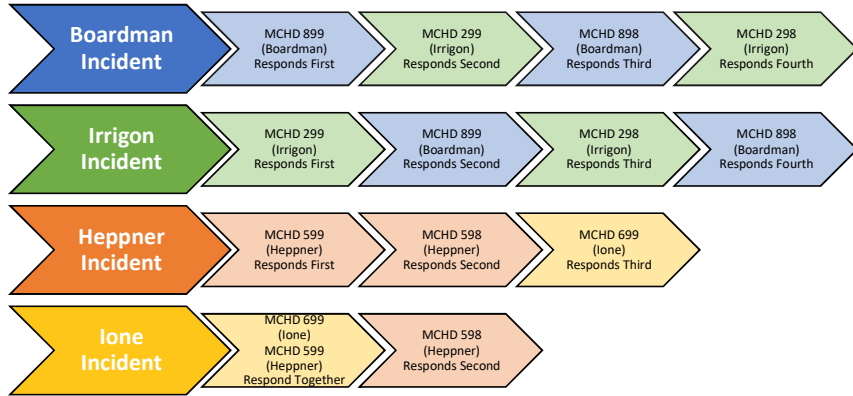 Boardman
Incident
MCHD 899
(Boardman)
Responds First
MCHD 299
(Irrigon)
Responds Second
MCHD 898
(Boardman)
Responds Third
MCHD 298
(Irrigon)
Responds Fourth
Irrigon
Incident
MCHD 299
(Irrigon)
Responds First
MCHD 899
(Boardman)
Responds Second
MCHD 298
(Irrigon)
Responds Third
MCHD 898
(Boardman)
Responds Fourth
Heppner
Incident
MCHD 599
(Heppner)
Responds First
MCHD 598
(Heppner)
Responds Second
MCHD 699
(Ione)
Responds Third
Ione
Incident
MCHD 699
(Ione)
MCHD 599
(Heppner)
Respond Together
MCHD 598
(Heppner)
Responds Second